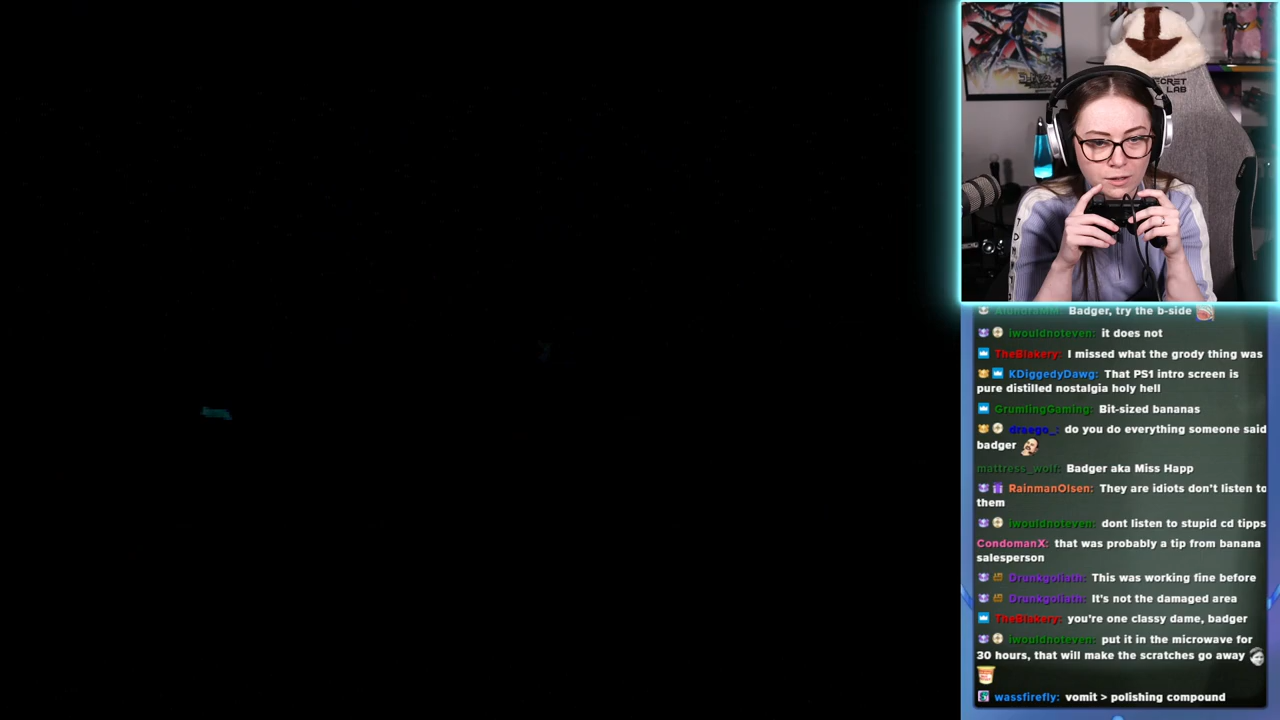 SECRET
LAB
AlundraMM: Badger, try the b-side
iwouldnoteven: it does not
TheBlakery: I missed what the grody thing was
KDiggedyDawg: That PS1 intro screen is
pure distilled nostalgia holy hell
GrumlingGaming: Bit-sized bananas
draego_: do you do everything someone said
badger
mattress_wolf: Badger aka Miss Happ
RainmanOlsen: They are idiots don't listen to
them
iwouldnoteven: dont listen to stupid cd tipps
CondomanX: that was probably a tip from banana
salesperson
Drunkgoliath: This was working fine before
Drunkgoliath: It's not the damaged area
TheBlakery: you're one classy dame, badger
iwouldnoteven: put it in the microwave for
30 hours, that will make the scratches go away
wassfirefly: vomit > polishing compound